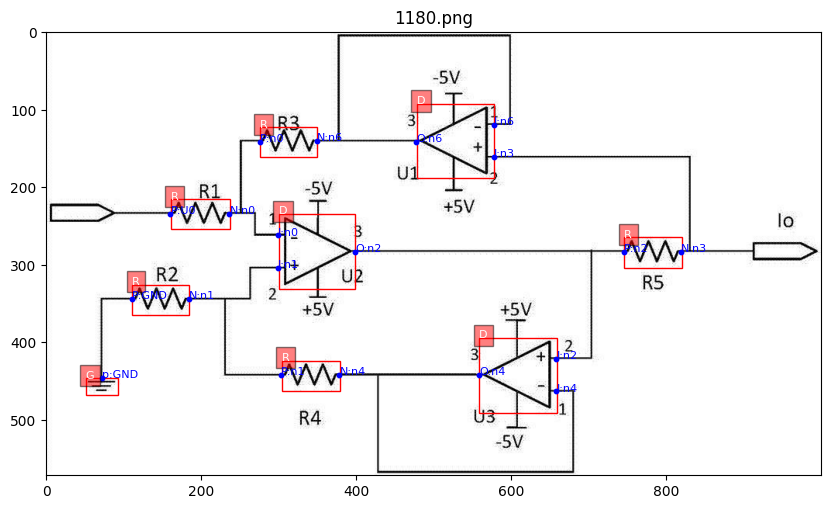 1180.png
0
100
200
300
400
500
0
200
400
600
800
-5V
D
3
1
I:n6
R
R3
P:n0
N:n6
O:n6
-
+
I:n3
U1
2
+5V
R
R1
N:n0
D
-5V
1
I:n0
-
3
O:n2
+
U2
2
+5V
Io
R
P:n2
N:n3
R5
R
R2
P:GND
N:n1
G
p:GND
R
P:n1
N:n4
R4
D
+5V
3
2
+
I:n2
O:n4
-
I:n4
U3
1
-5V